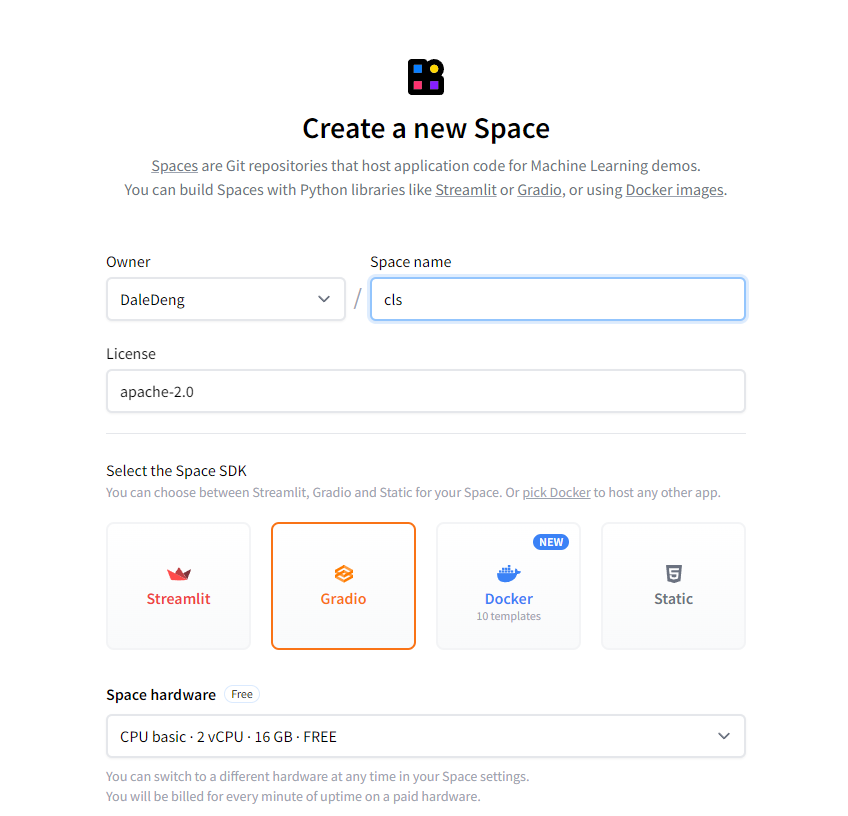 Create a new Space
Spaces are Git repositories that host application code for Machine Learning demos.
You can build Spaces with Python libraries like Streamlit or Gradio, or using Docker images.
Owner
Space name
DaleDeng
/
cls
License
apache-2.0
Select the Space SDK
You can choose between Streamlit, Gradio and Static for your Space. Or pick Docker to host any other app.
Streamlit
Gradio
NEW
Docker
10 templates
Static
Space hardware Free
CPU basic · 2 vCPU · 16 GB · FREE
You can switch to a different hardware at any time in your Space settings.
You will be billed for every minute of uptime on a paid hardware.